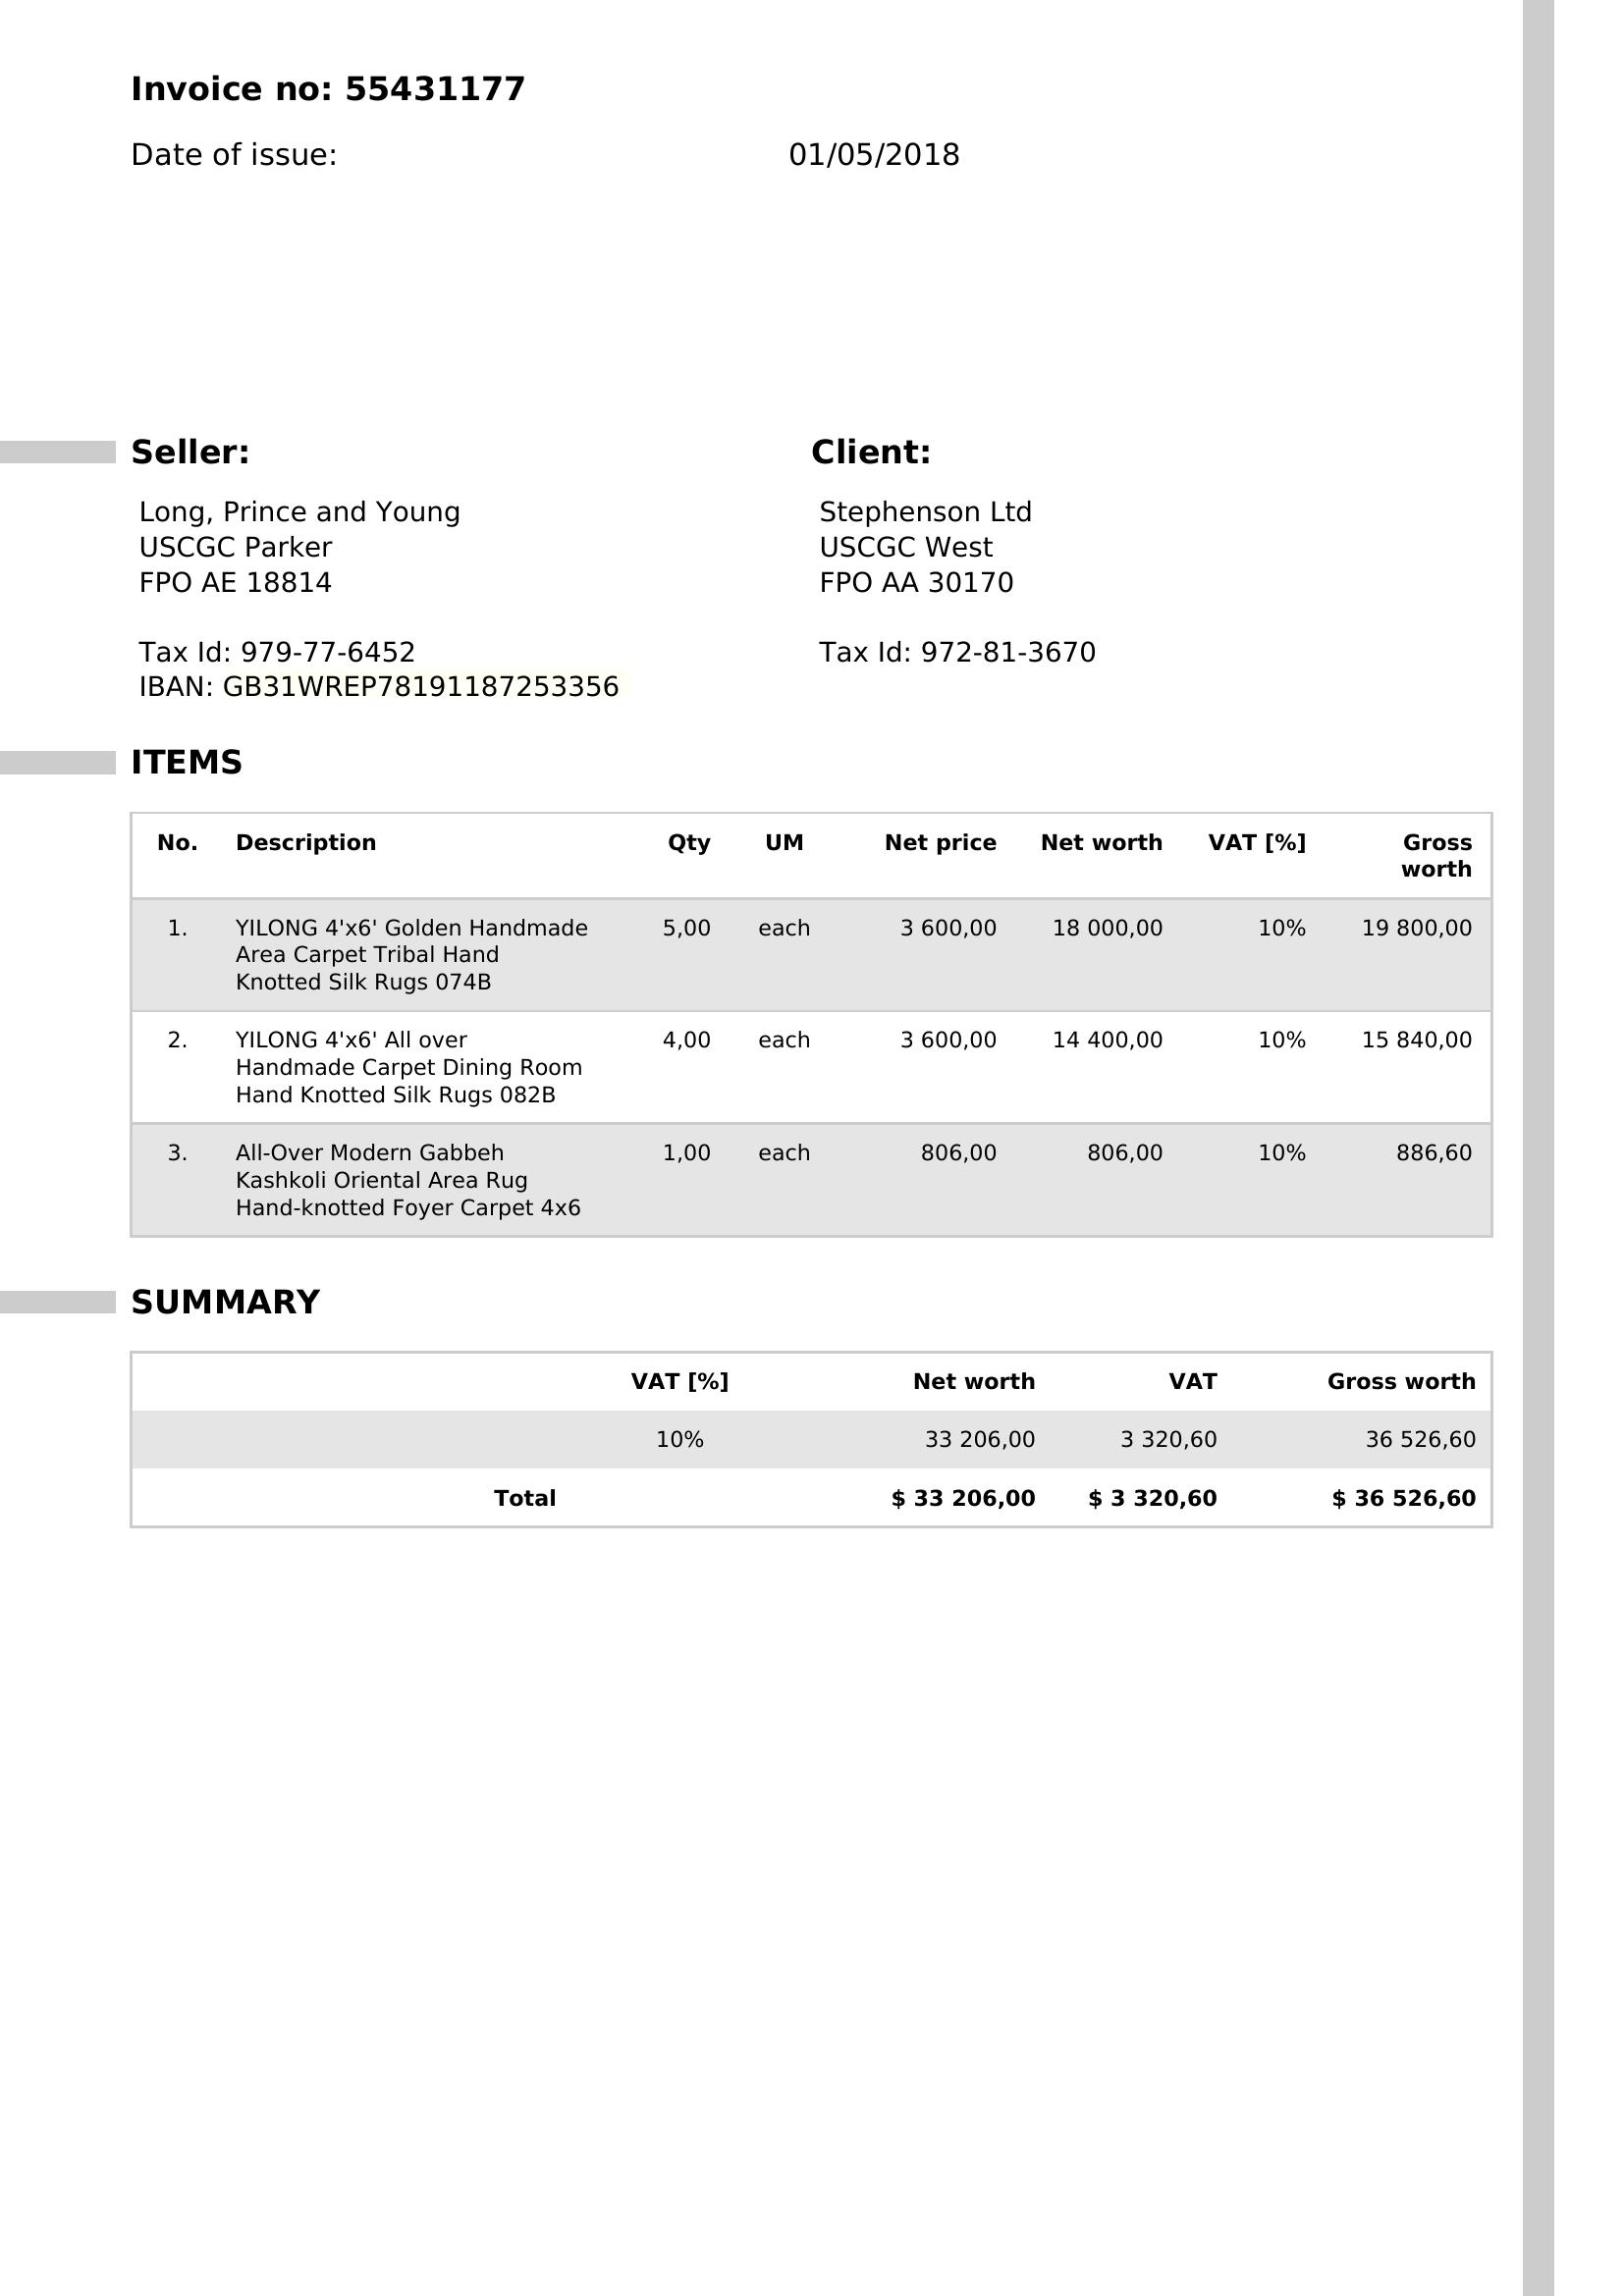 Invoice no: 55431177
Date of issue: 01/05/2018
Seller:
Long, Prince and Young
USCGC Parker
FPO AE 18814
Tax Id: 979-77-6452
IBAN: GB31WREP78191187253356
Client:
Stephenson Ltd
USCGC West
FPO AA 30170
Tax Id: 972-81-3670
ITEMS
No. Description Qty UM Net price Net worth VAT [%] Gross
worth
1. YILONG 4'x6' Golden Handmade 5,00 each 3 600,00 18 000,00 10% 19 800,00
Area Carpet Tribal Hand
Knotted Silk Rugs 074B
2. YILONG 4'x6' All over 4,00 each 3 600,00 14 400,00 10% 15 840,00
Handmade Carpet Dining Room
Hand Knotted Silk Rugs 082B
3. All-Over Modern Gabbeh 1,00 each 806,00 806,00 10% 886,60
Kashkoli Oriental Area Rug
Hand-knotted Foyer Carpet 4x6
SUMMARY
VAT [%] Net worth VAT Gross worth
10% 33 206,00 3 320,60 36 526,60
Total $ 33 206,00 $ 3 320,60 $ 36 526,60